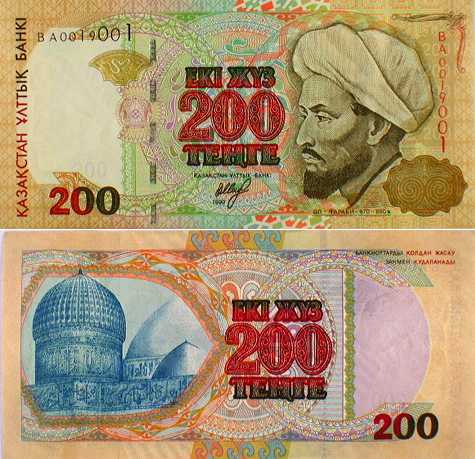 ҚАЗАҚСТАН ҰЛТТЫҚ БАНКІ
ВА0019001
ЕКІ ЖҮЗ
200
ТЕҢГЕ
ҚАЗАҚСТАН ҰЛТТЫҚ БАНКІ
1999
200
ВА0019001
ӘЛ - ФАРАБИ - 870 - 950 ж
200
БАНКНОТТАРДЫ ҚОЛДАН ЖАСАУ
ЗАҢМЕН ҚУДАЛАНАДЫ
ЕКІ ЖҮЗ
200
ТЕҢГЕ
200